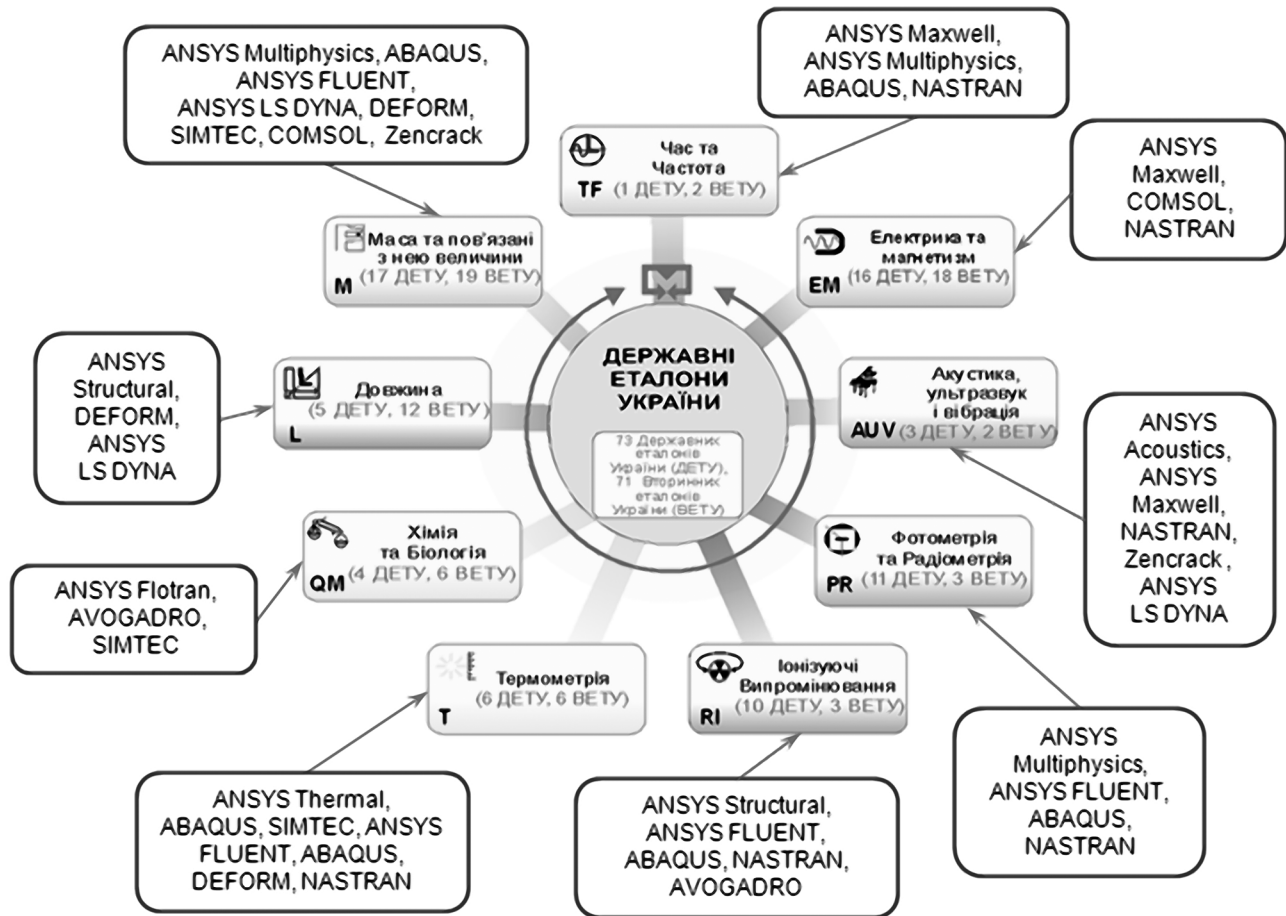 ANSYS Multiphysics, ABAQUS,
ANSYS FLUENT,
ANSYS LS DYNA, DEFORM,
SIMTEC, COMSOL, Zencrack
ANSYS Maxwell,
ANSYS Multiphysics,
ABAQUS, NASTRAN
Час та
Частота
TF (1 ДЕТУ, 2 ВЕТУ)
ANSYS
Maxwell,
COMSOL,
NASTRAN
Маса та пов'язані
з нею величини
M (17 ДЕТУ, 19 ВЕТУ)
Електрика та
магнетизм
EM (16 ДЕТУ, 18 ВЕТУ)
ANSYS
Structural,
DEFORM,
ANSYS
LS DYNA
Довжина
(5 ДЕТУ, 12 ВЕТУ)
L
ДЕРЖАВНІ
ЕТАЛОНИ
УКРАЇНИ
73 Державних
еталонів
України (ДЕТУ),
71 Вторинних
еталонів
України (ВЕТУ)
Акустика,
ультразвук
і вібрація
AUV (3 ДЕТУ, 2 ВЕТУ)
ANSYS
Acoustics,
ANSYS
Maxwell,
NASTRAN,
Zencrack,
ANSYS
LS DYNA
Хімія
та Біологія
QM (4 ДЕТУ, 6 ВЕТУ)
Фотометрія
та Радіометрія
PR (11 ДЕТУ, 3 ВЕТУ)
ANSYS Flotran,
AVOGADRO,
SIMTEC
Термометрія
(6 ДЕТУ, 6 ВЕТУ)
T
Іонізуючі
Випромінювання
RI (10 ДЕТУ, 3 ВЕТУ)
ANSYS
Multiphysics,
ANSYS FLUENT,
ABAQUS,
NASTRAN
ANSYS Thermal,
ABAQUS, SIMTEC, ANSYS
FLUENT, ABAQUS,
DEFORM, NASTRAN
ANSYS Structural,
ANSYS FLUENT,
ABAQUS, NASTRAN,
AVOGADRO